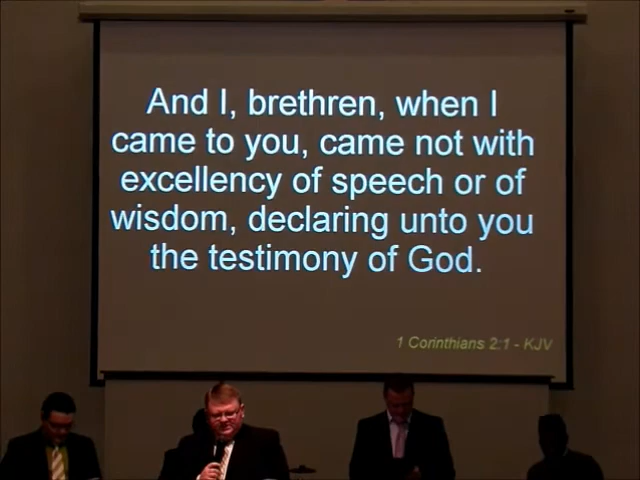 And I, brethren, when I
came to you, came not with
excellency of speech or of
wisdom, declaring unto you
the testimony of God.
1 Corinthians 2:1 - KJV